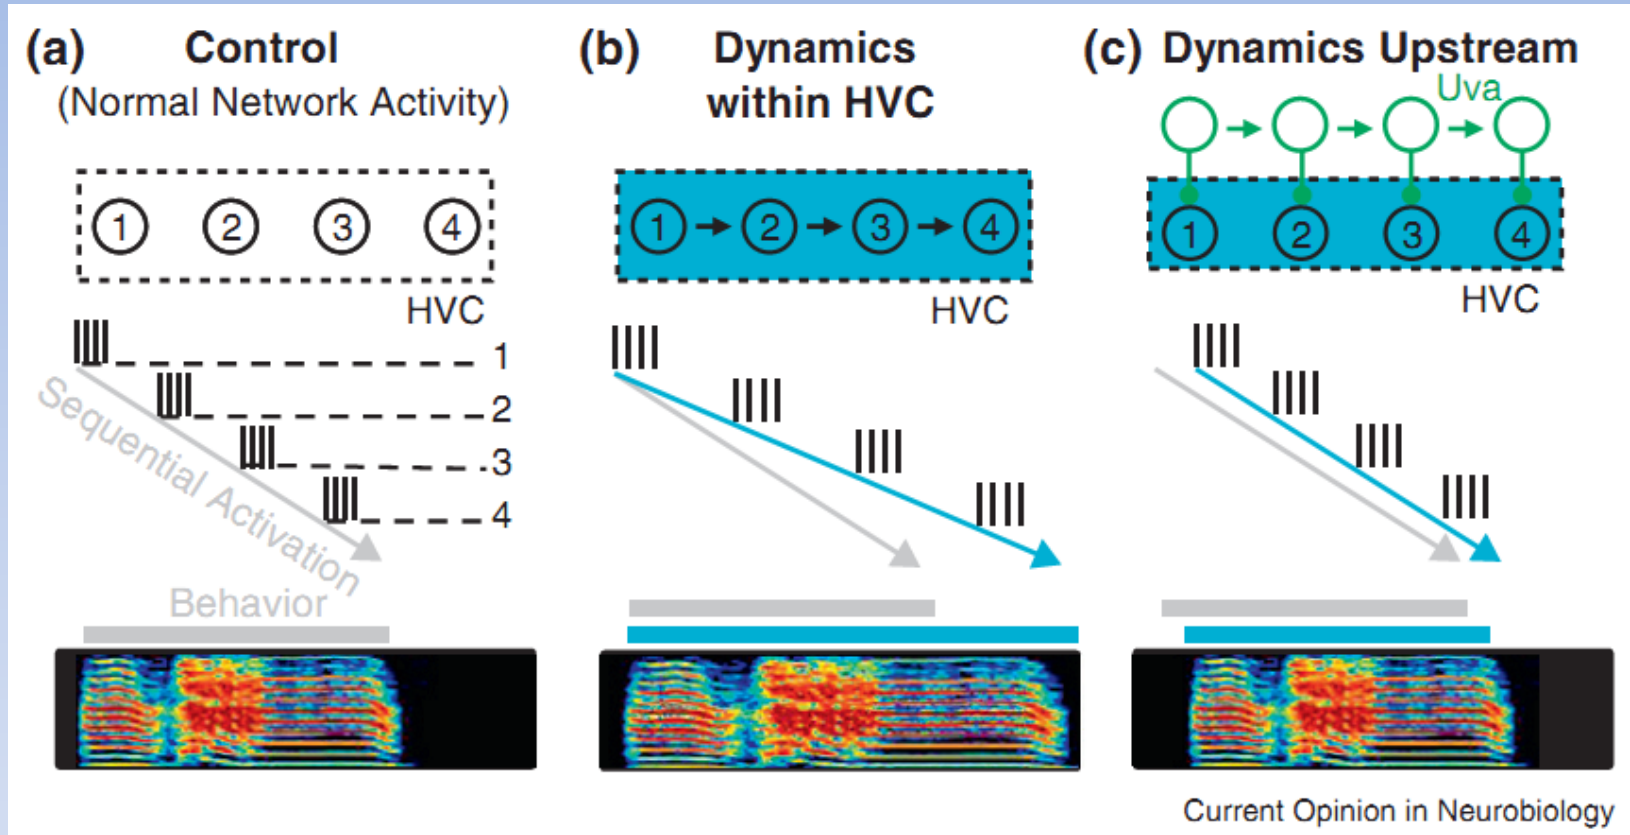 (a) Control
(Normal Network Activity)
1 2 3 4
HVC
1
2
3
4
Sequential Activation
Behavior
(b) Dynamics
within HVC
1 2 3 4
HVC
(c) Dynamics Upstream
Uva
1 2 3 4
HVC
Current Opinion in Neurobiology